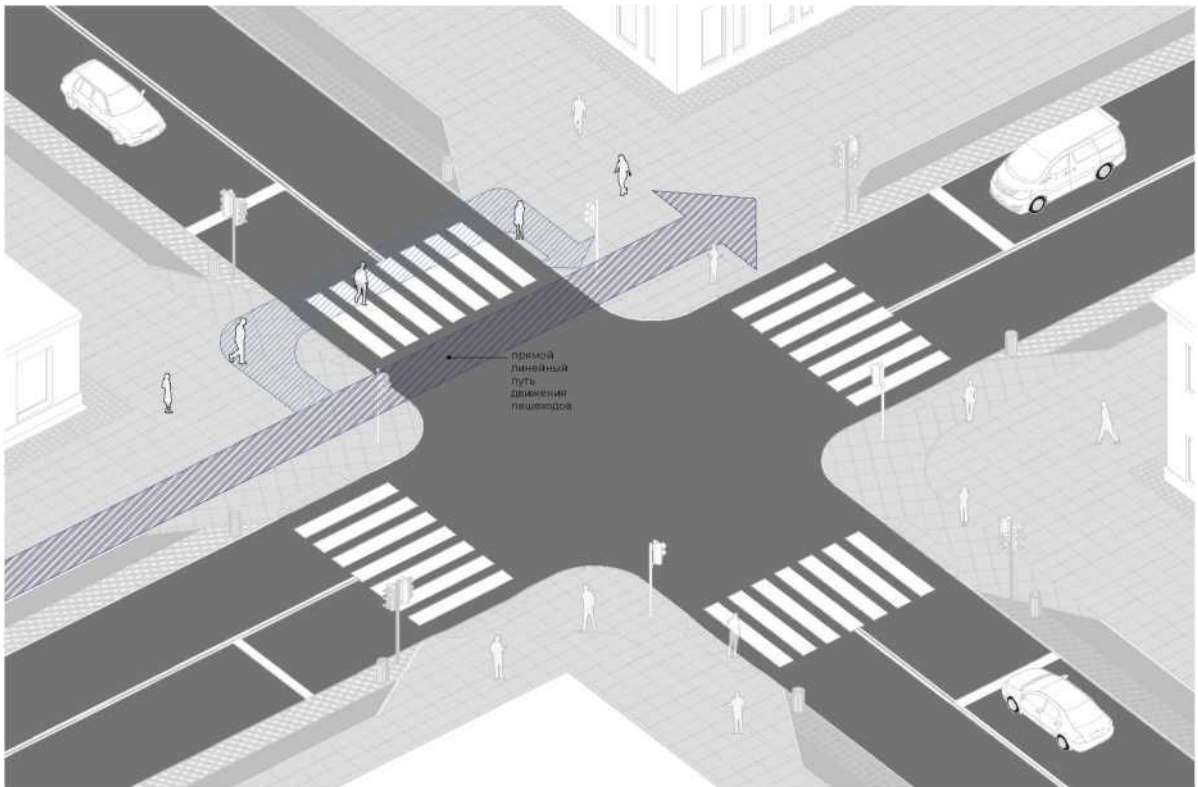 прямой
линейный
путь
движения
пешеходов